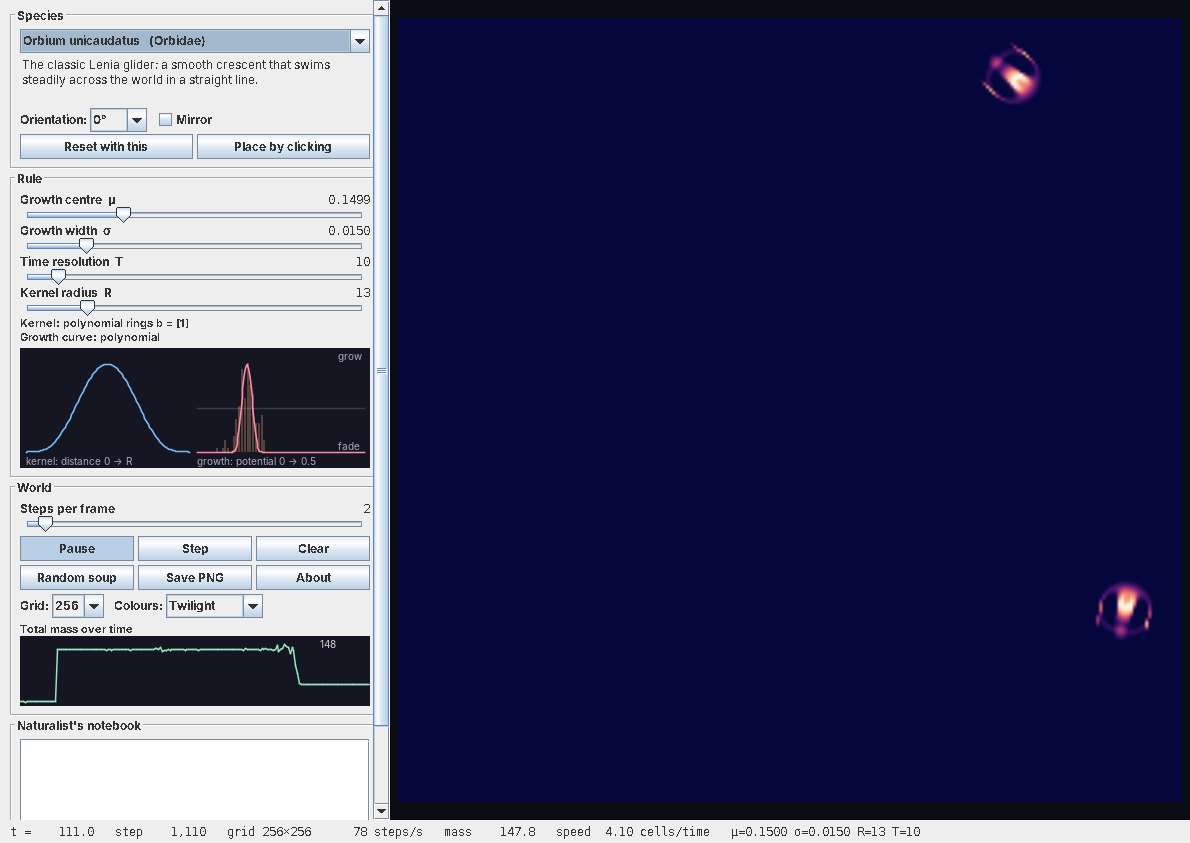 Species
Orbium unicaudatus (Orbidae)
The classic Lenia glider: a smooth crescent that swims
steadily across the world in a straight line.
Orientation: 0° Mirror
Reset with this Place by clicking
Rule
Growth centre µ 0.1499
Growth width σ 0.0150
Time resolution T 10
Kernel radius R 13
Kernel: polynomial rings b = [1]
Growth curve: polynomial
grow
fade
kernel: distance 0 → R growth: potential 0 → 0.5
World
Steps per frame 2
Pause Step Clear
Random soup Save PNG About
Grid: 256 Colours: Twilight
Total mass over time
148
Naturalist's notebook
t = 111.0 step 1,110 grid 256×256 78 steps/s mass 147.8 speed 4.10 cells/time µ=0.1500 σ=0.0150 R=13 T=10